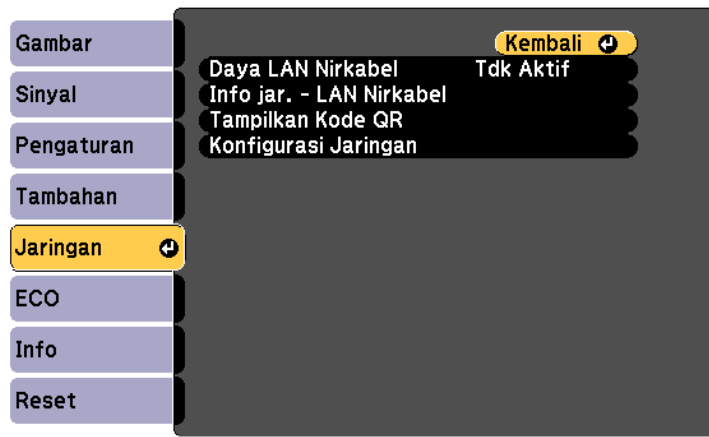 Gambar
Sinyal
Pengaturan
Tambahan
Jaringan
ECO
Info
Reset
Kembali
Daya LAN Nirkabel Tdk Aktif
Info jar. - LAN Nirkabel
Tampilkan Kode QR
Konfigurasi Jaringan